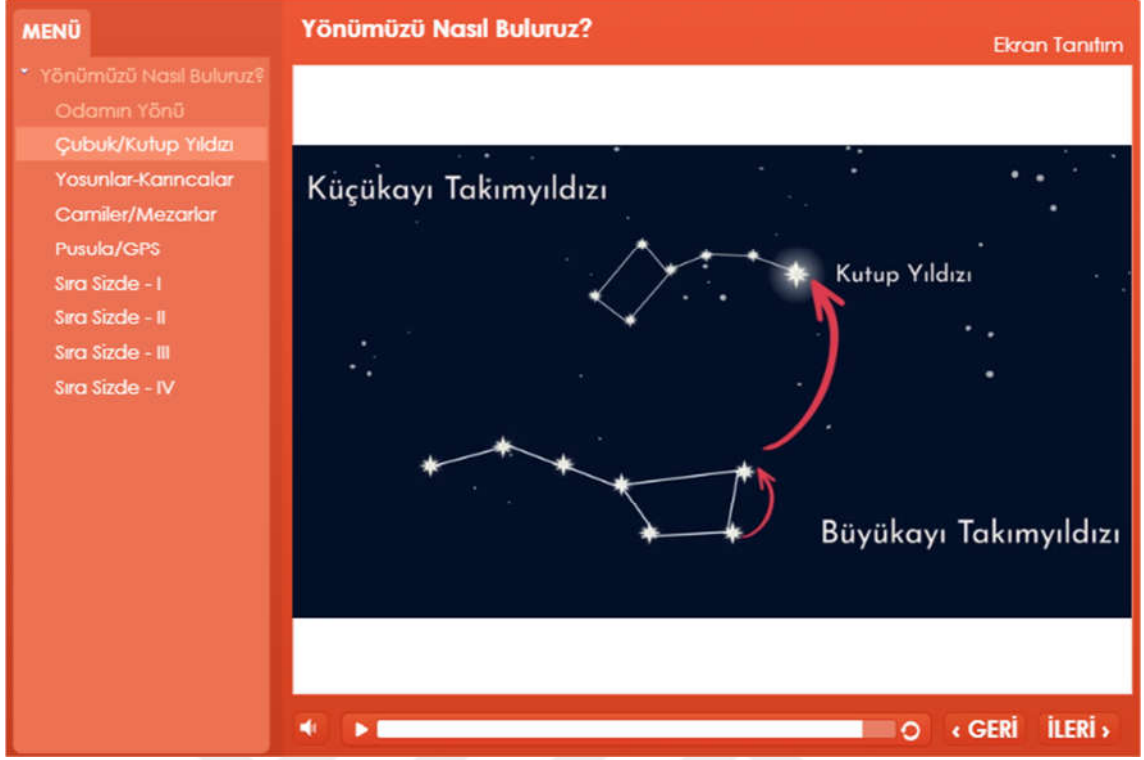 MENÜ
Yönümüzü Nasıl Buluruz?
Odamın Yönü
Çubuk/Kutup Yıldızı
Yosunlar-Karıncalar
Camiler/Mezarlar
Pusula/GPS
Sıra Sizde - I
Sıra Sizde - II
Sıra Sizde - III
Sıra Sizde - IV
Yönümüzü Nasıl Buluruz?
Ekran Tanıtım
Küçükayı Takımyıldızı
Kutup Yıldızı
Büyükayı Takımyıldızı
‹ GERİ İLERİ ›